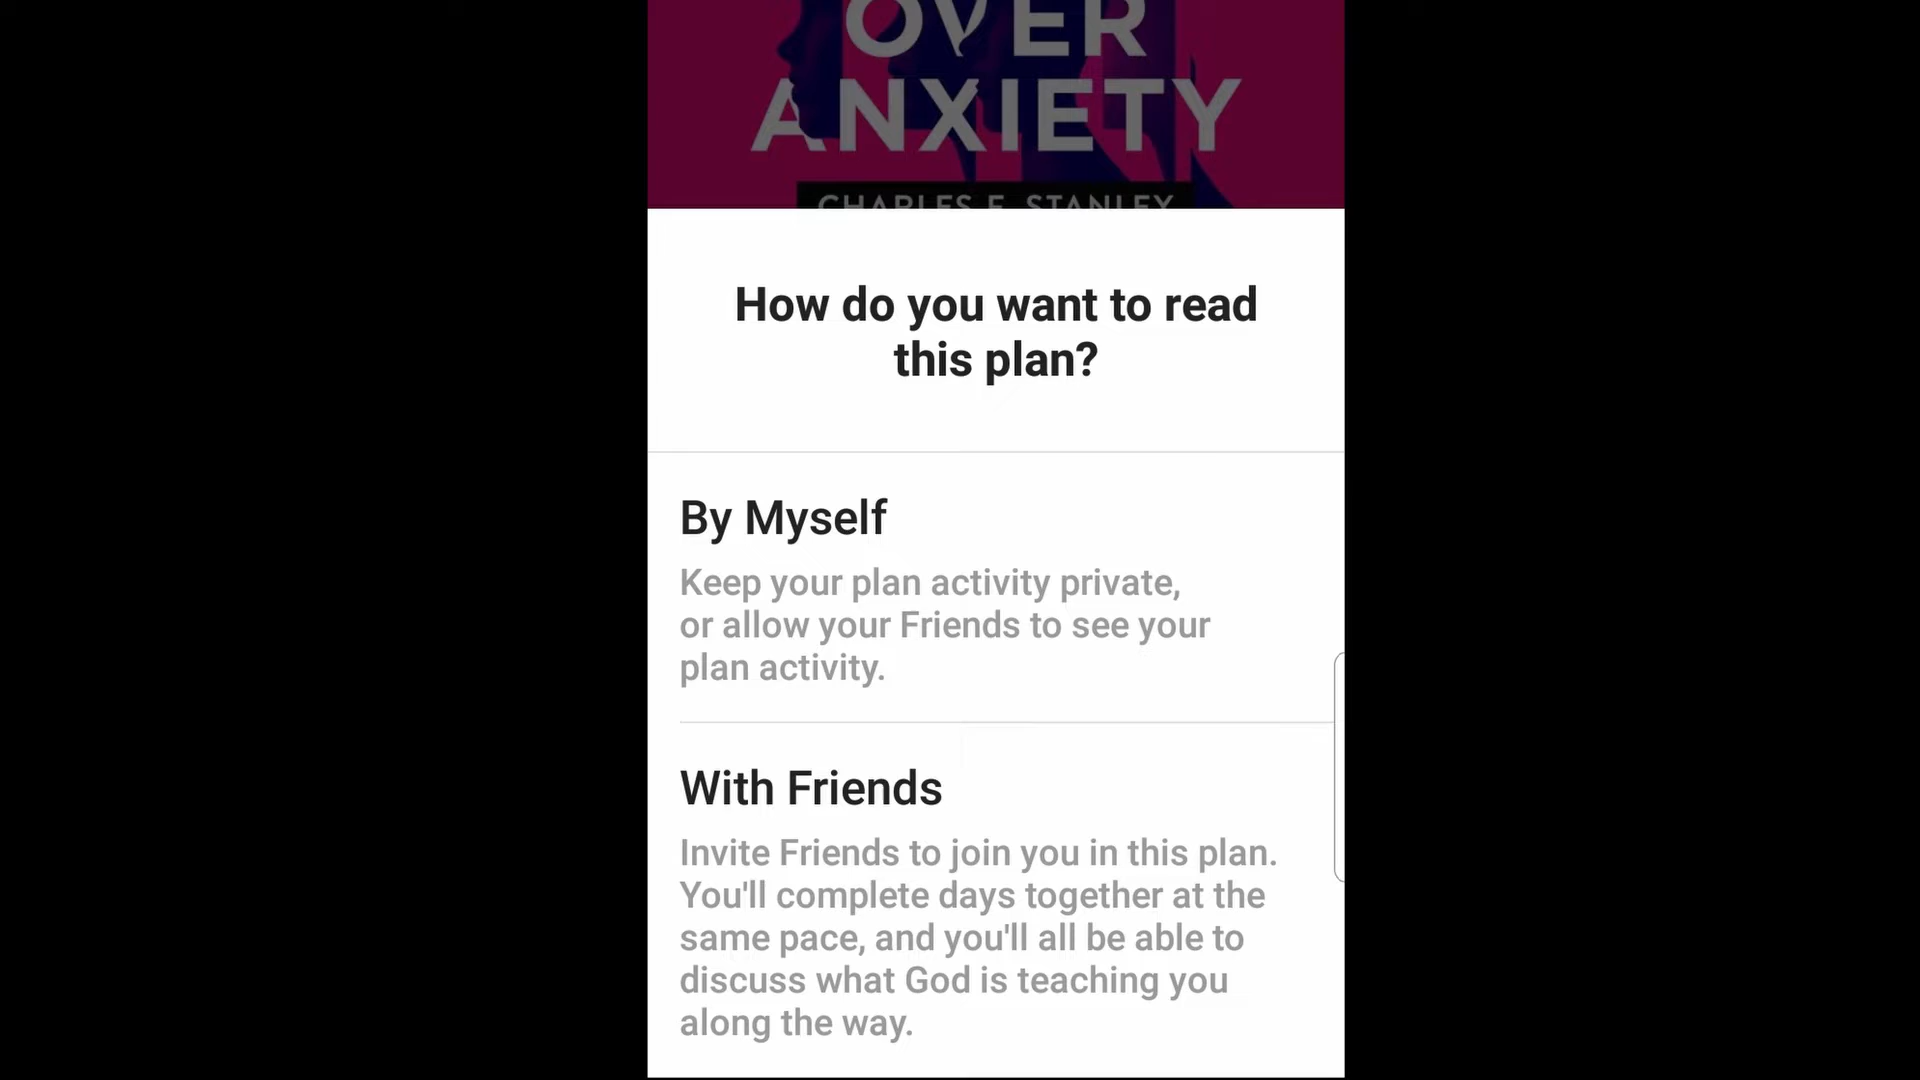 OVER
ANXIETY
CHARLES F. STANLEY
How do you want to read
this plan?
By Myself
Keep your plan activity private,
or allow your Friends to see your
plan activity.
With Friends
Invite Friends to join you in this plan.
You'll complete days together at the
same pace, and you'll all be able to
discuss what God is teaching you
along the way.